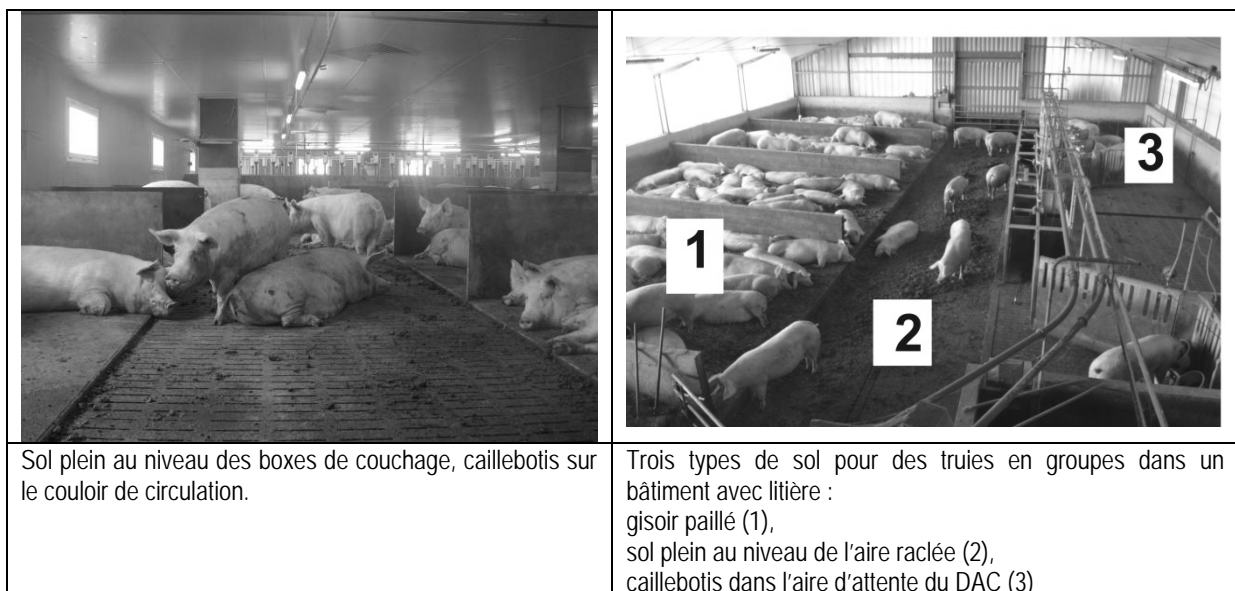 1
2
3
Sol plein au niveau des boxes de couchage, caillebotis sur
le couloir de circulation.
Trois types de sol pour des truies en groupes dans un
bâtiment avec litière :
gisoir paillé (1),
sol plein au niveau de l'aire raclée (2),
caillebotis dans l'aire d'attente du DAC (3)